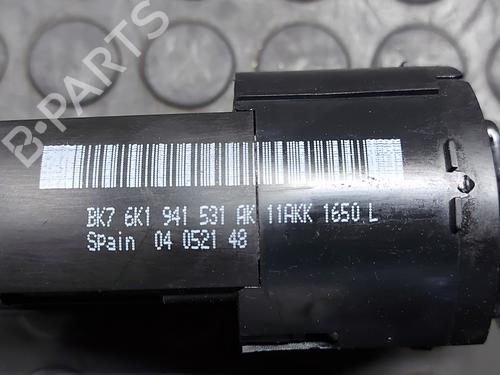 B-PARTS
BK7 6K1 941 531 AK 11AKK 1650 L
Spain 04 0521 48